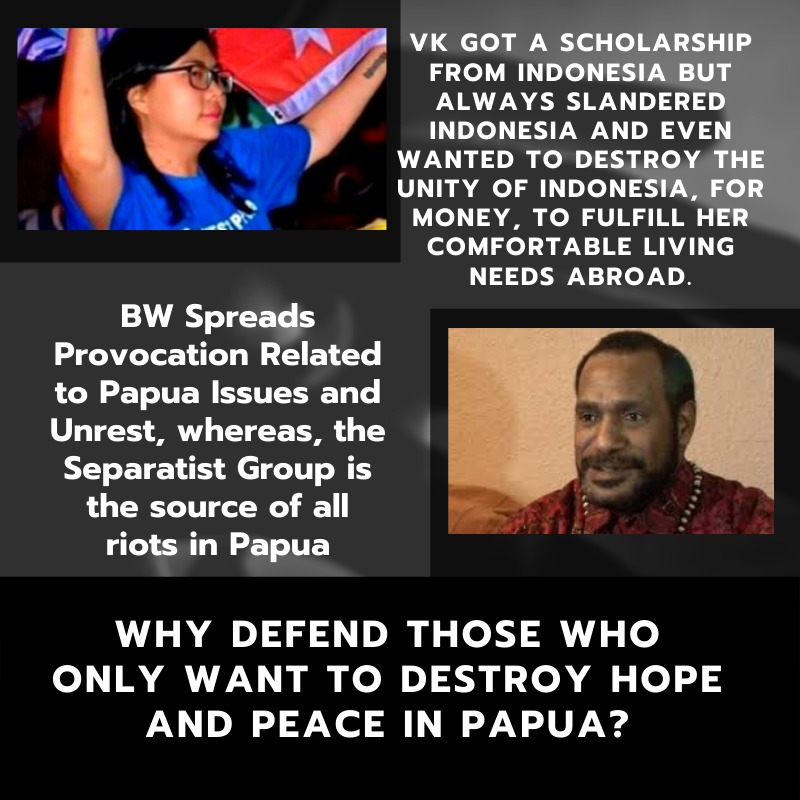 VK GOT A SCHOLARSHIP
FROM INDONESIA BUT
ALWAYS SLANDERED
INDONESIA AND EVEN
WANTED TO DESTROY THE
UNITY OF INDONESIA, FOR
MONEY, TO FULFILL HER
COMFORTABLE LIVING
NEEDS ABROAD.
BW Spreads
Provocation Related
to Papua Issues and
Unrest, whereas, the
Separatist Group is
the source of all
riots in Papua
WHY DEFEND THOSE WHO
ONLY WANT TO DESTROY HOPE
AND PEACE IN PAPUA?